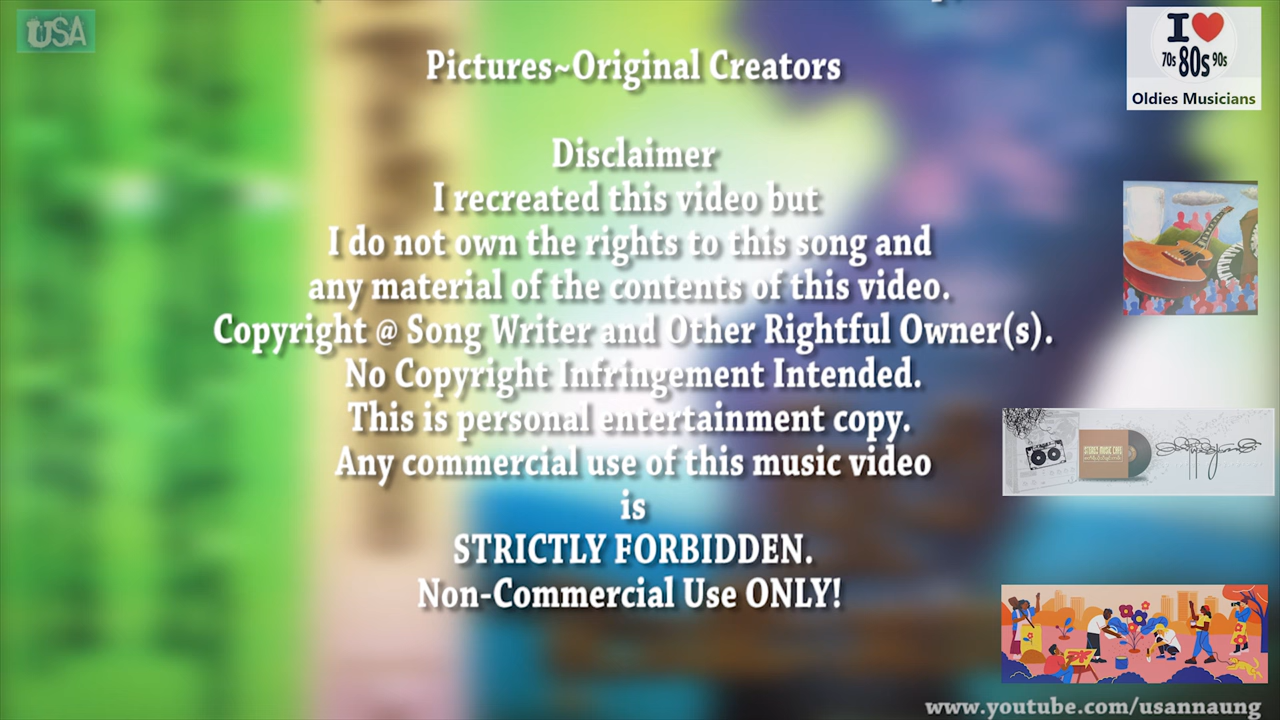 USA
Pictures~Original Creators
Disclaimer
I recreated this video but
I do not own the rights to this song and
any material of the contents of this video.
Copyright @ Song Writer and Other Rightful Owner(s).
No Copyright Infringement Intended.
This is personal entertainment copy.
Any commercial use of this music video
is
STRICTLY FORBIDDEN.
Non-Commercial Use ONLY!
I
70s 80s 90s
Oldies Musicians
www.youtube.com/usannaung